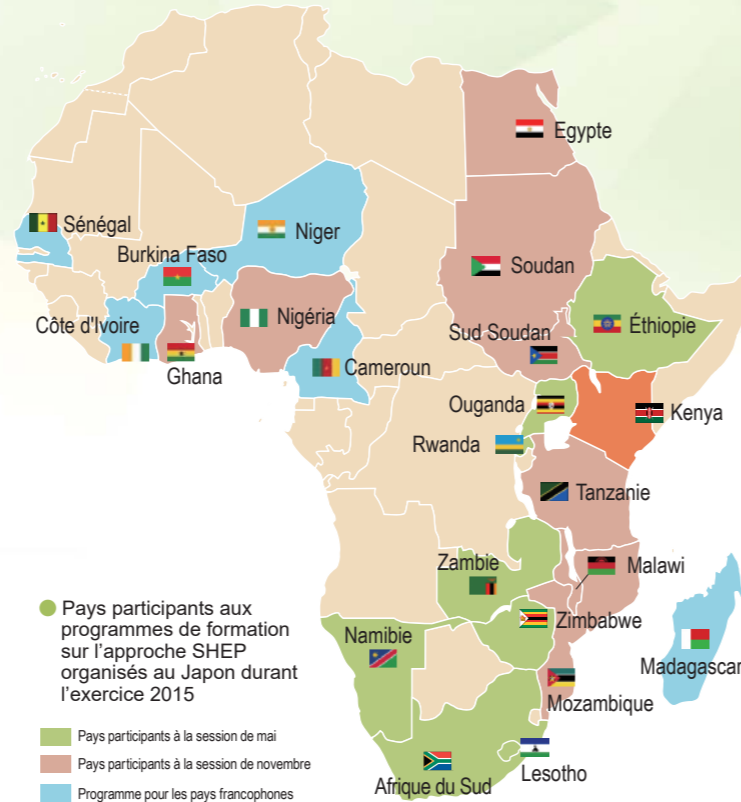 Egypte
Sénégal
Niger
Burkina Faso
Soudan
Côte d'Ivoire
Nigéria
Éthiopie
Sud Soudan
Ghana
Cameroun
Ouganda
Kenya
Rwanda
Tanzanie
Zambie
Malawi
Zimbabwe
Namibie
Madagascar
Mozambique
Lesotho
Afrique du Sud
Pays participants aux
programmes de formation
sur l'approche SHEP
organisés au Japon durant
l'exercice 2015
Pays participants à la session de mai
Pays participants à la session de novembre
Programme pour les pays francophones